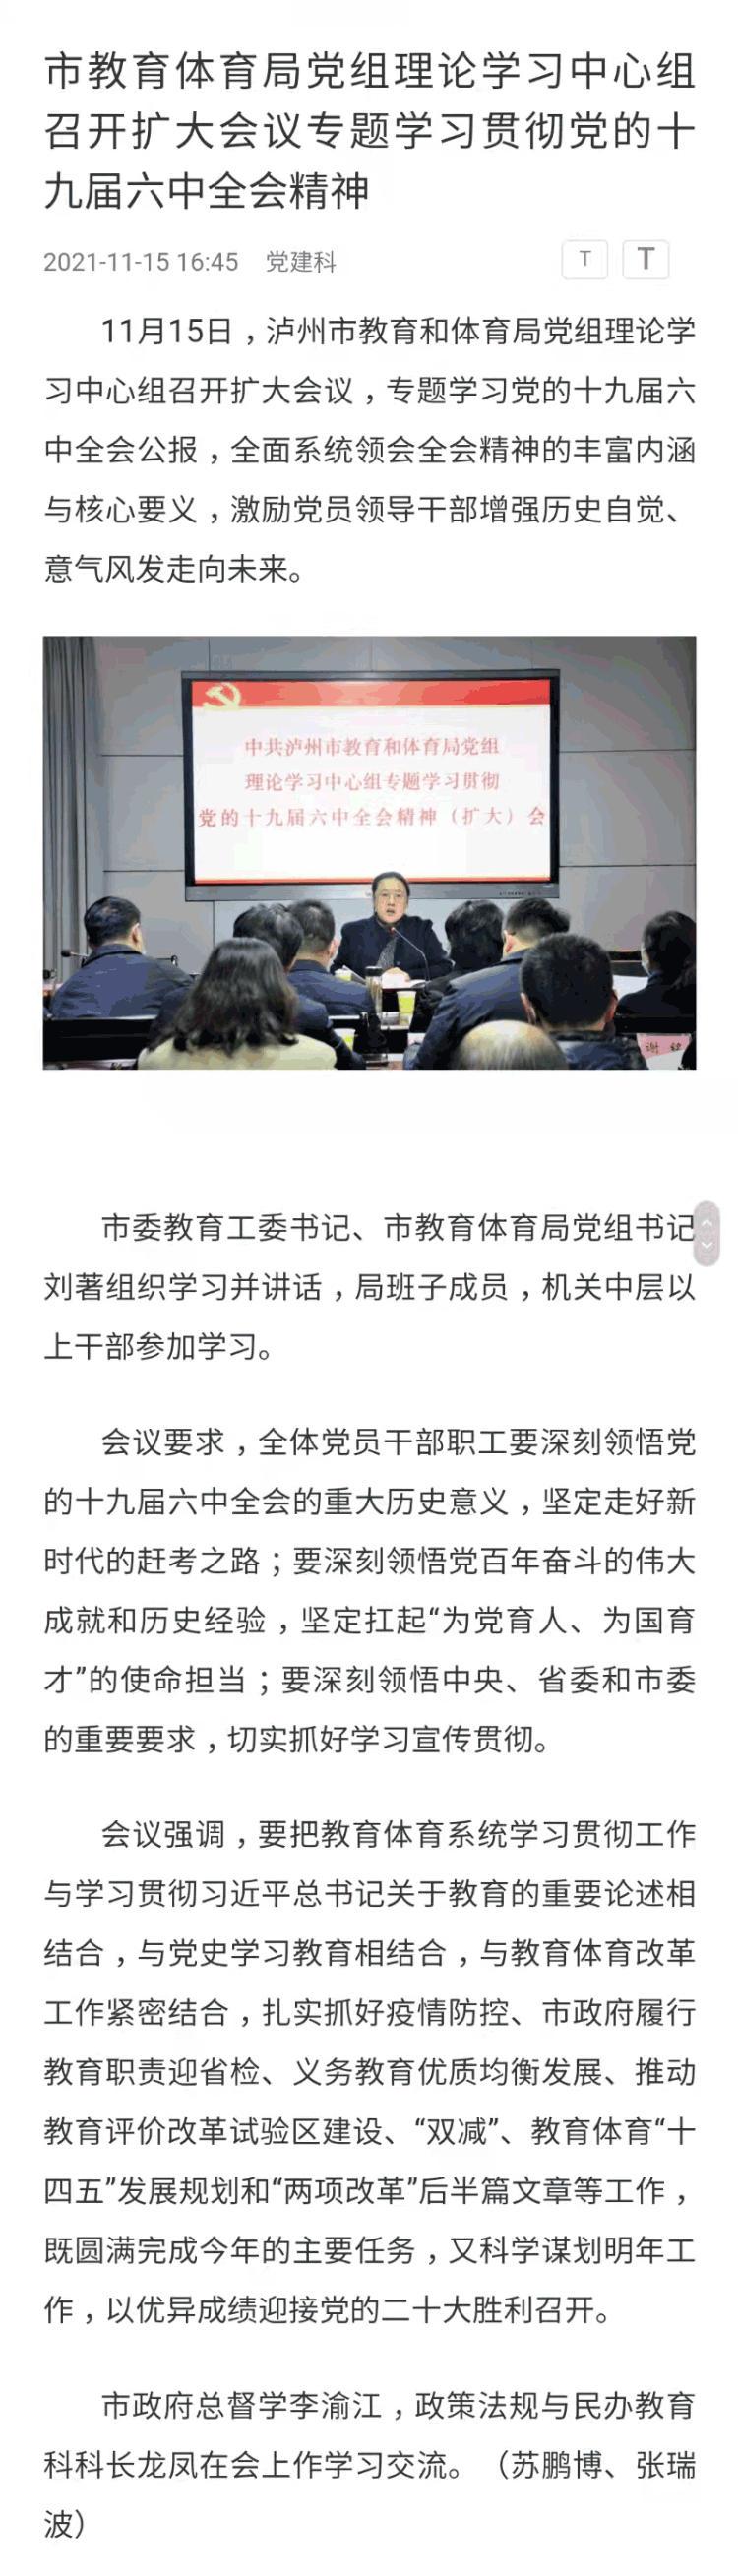 市教育体育局党组理论学习中心组
召开扩大会议专题学习贯彻党的十
九届六中全会精神
2021-11-15 16:45 党建科
T T
11月15日，泸州市教育和体育局党组理论学
习中心组召开扩大会议，专题学习党的十九届六
中全会公报，全面系统领会全会精神的丰富内涵
与核心要义，激励党员领导干部增强历史自觉、
意气风发走向未来。
中共泸州市教育和体育局党组
理论学习中心组专题学习贯彻
党的十九届六中全会精神（扩大）会
谢
市委教育工委书记、市教育体育局党组书记
刘著组织学习并讲话，局班子成员，机关中层以
上干部参加学习。
会议要求，全体党员干部职工要深刻领悟党
的十九届六中全会的重大历史意义，坚定走好新
时代的赶考之路；要深刻领悟党百年奋斗的伟大
成就和历史经验，坚定扛起“为党育人、为国育
才”的使命担当；要深刻领悟中央、省委和市委
的重要要求，切实抓好学习宣传贯彻。
会议强调，要把教育体育系统学习贯彻工作
与学习贯彻习近平总书记关于教育的重要论述相
结合，与党史学习教育相结合，与教育体育改革
工作紧密结合，扎实抓好疫情防控、市政府履行
教育职责迎省检、义务教育优质均衡发展、推动
教育评价改革试验区建设、“双减”、教育体育“十
四五”发展规划和“两项改革”后半篇文章等工作，
既圆满完成今年的主要任务，又科学谋划明年工
作，以优异成绩迎接党的二十大胜利召开。
市政府总督学李渝江，政策法规与民办教育
科科长龙凤在会上作学习交流。（苏鹏博、张瑞
波）